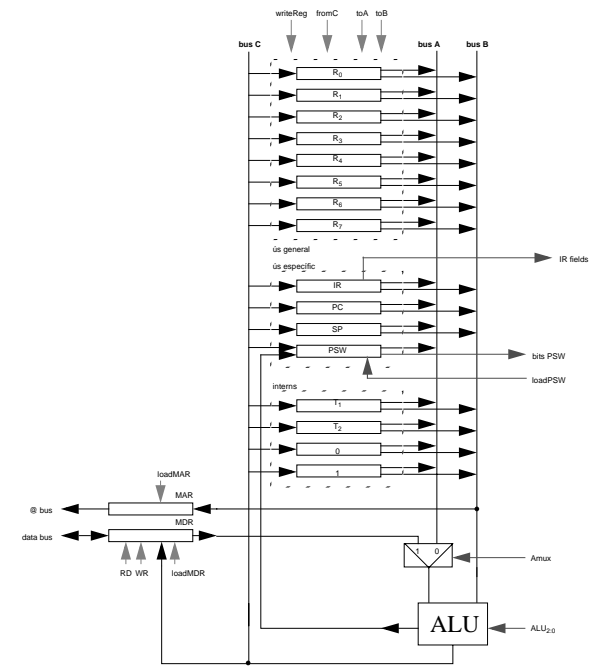 writeReg fromC toA toB
bus C bus A bus B
R0
R1
R2
R3
R4
R5
R6
R7
ús general
ús específic
IR fields
IR
PC
SP
PSW
bits PSW
loadPSW
interns
T1
T2
0
1
loadMAR
MAR
@ bus
MDR
data bus
1 0
RD WR loadMDR
Amux
ALU
ALU2:0